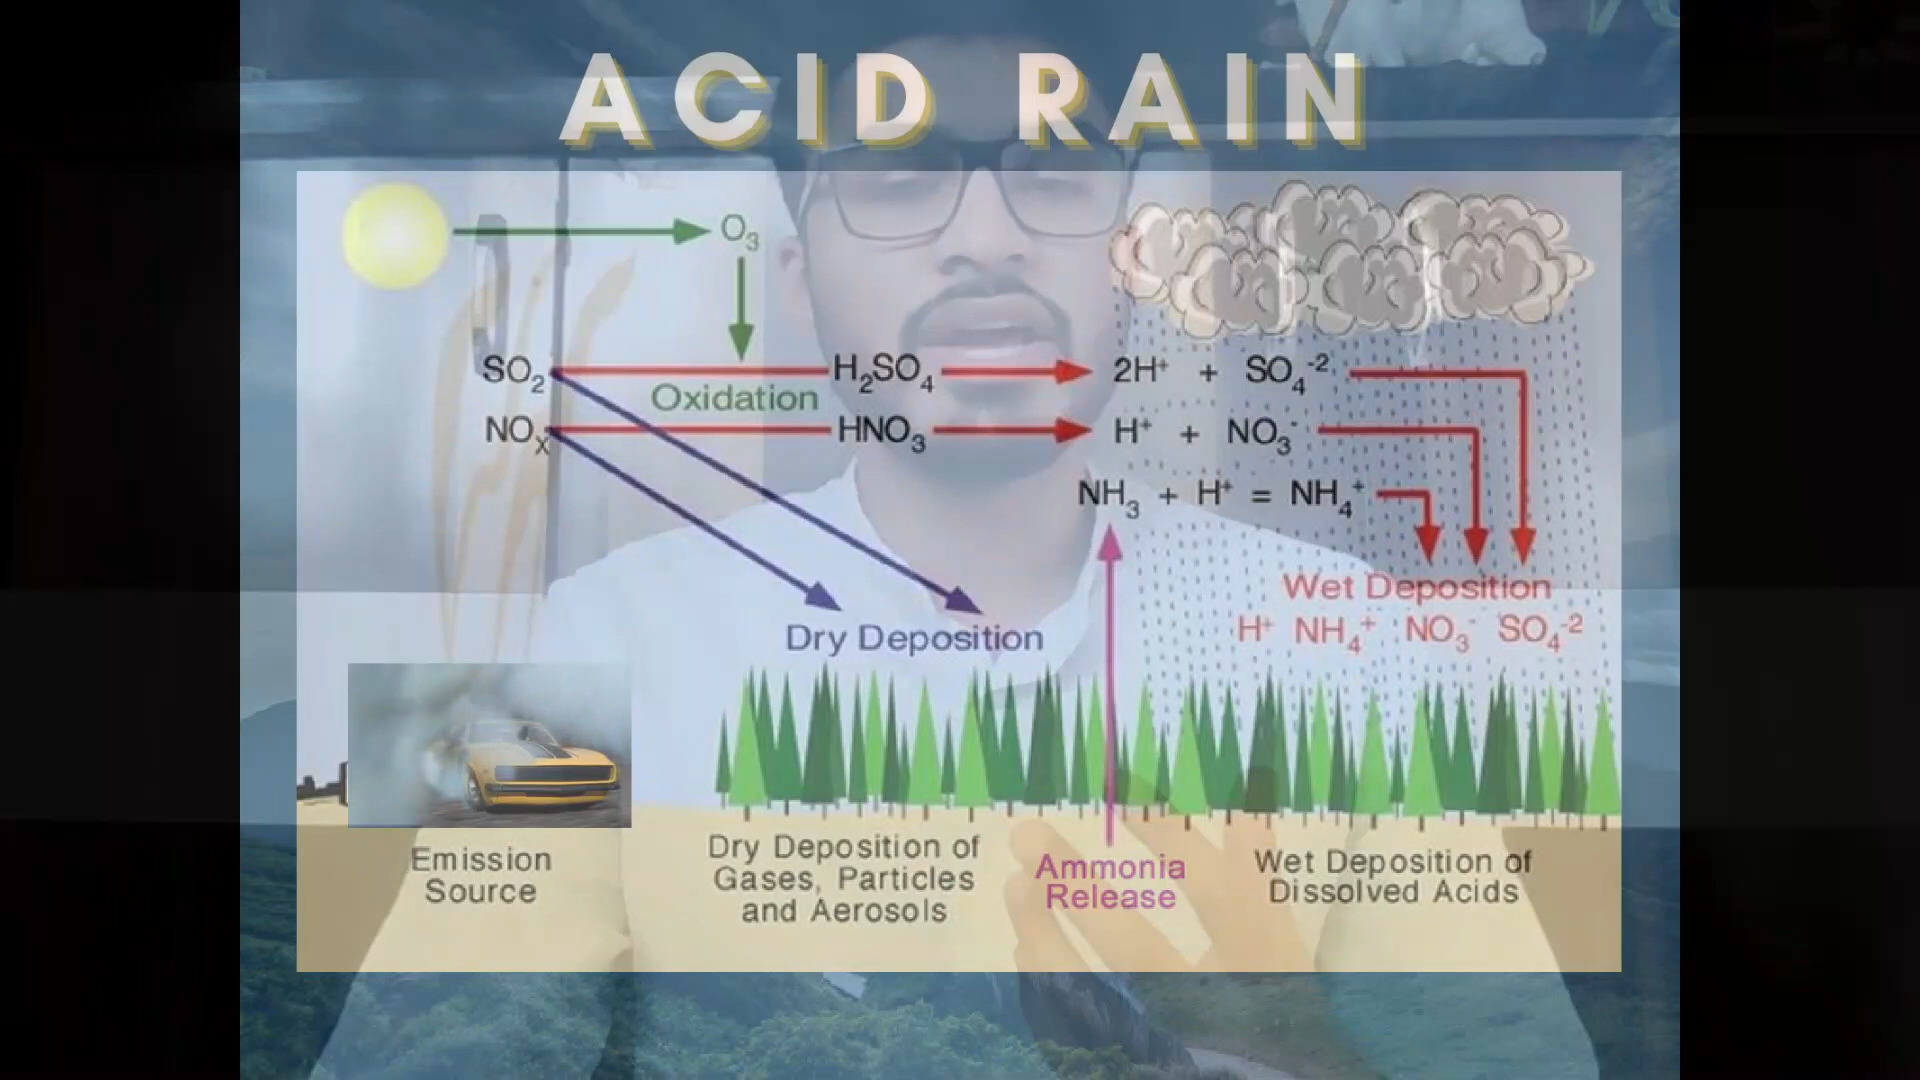 ACID RAIN
O₃
SO₂ H₂SO₄ 2H⁺ + SO₄⁻²
Oxidation
NOₓ HNO₃ H⁺ + NO₃⁻
NH₃ + H⁺ = NH₄⁺
Wet Deposition
H⁺ NH₄⁺ NO₃⁻ SO₄⁻²
Dry Deposition
Emission
Source
Dry Deposition of
Gases, Particles
and Aerosols
Ammonia
Release
Wet Deposition of
Dissolved Acids